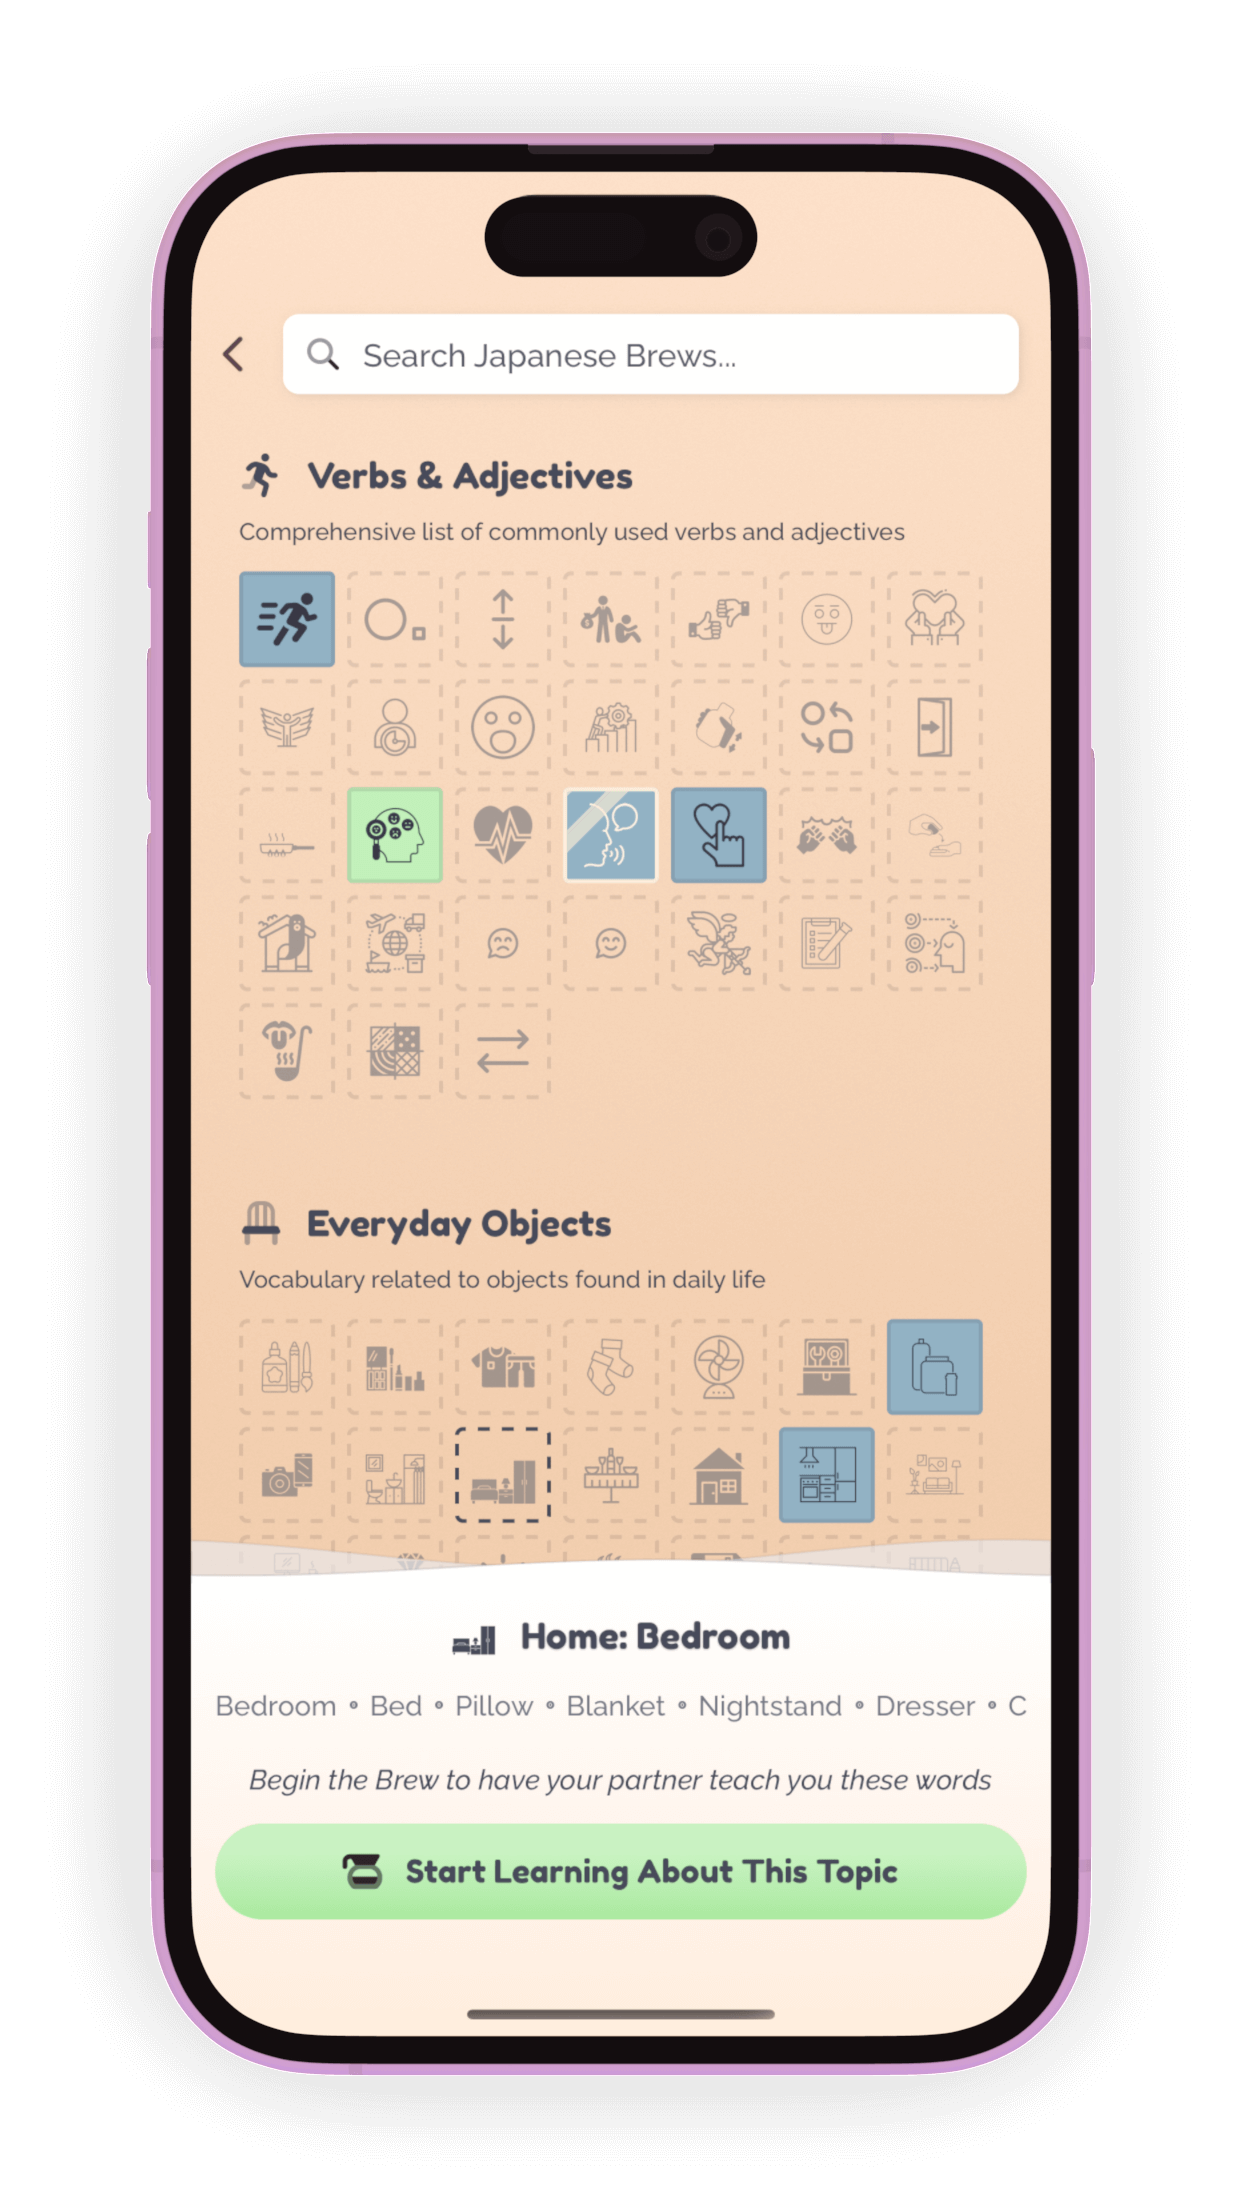 Search Japanese Brews...
Verbs & Adjectives
Comprehensive list of commonly used verbs and adjectives
Everyday Objects
Vocabulary related to objects found in daily life
Home: Bedroom
Bedroom • Bed • Pillow • Blanket • Nightstand • Dresser • C
Begin the Brew to have your partner teach you these words
Start Learning About This Topic